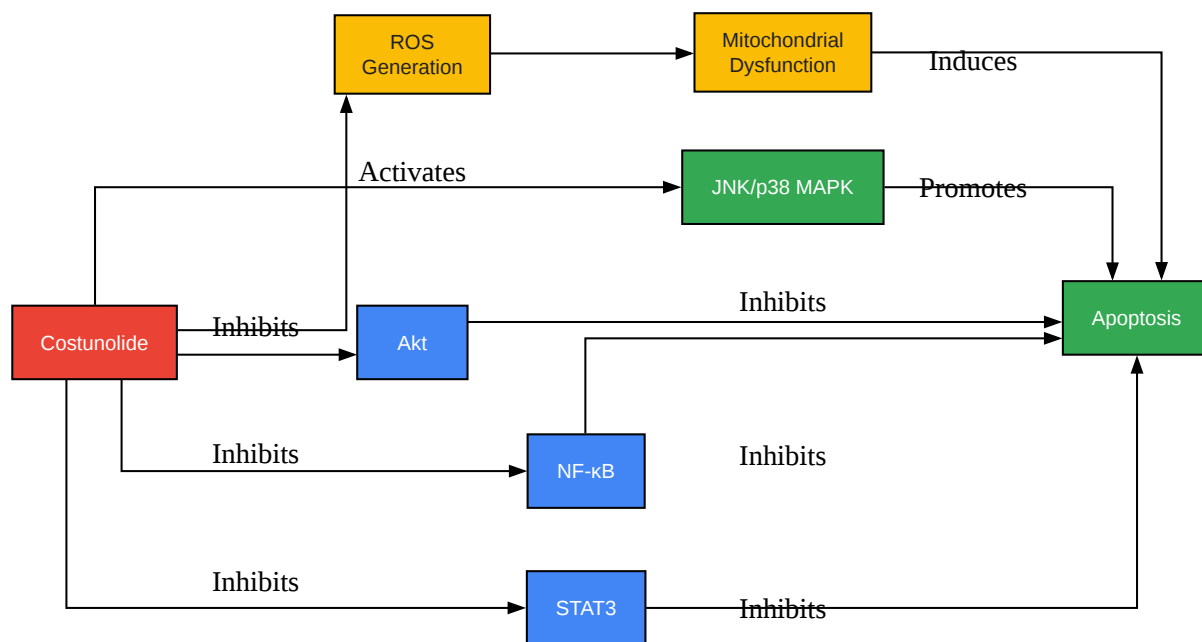 ROS
Generation
Mitochondrial
Dysfunction
Induces
Activates
JNK/p38 MAPK
Promotes
Costunolide
Inhibits
Akt
Inhibits
Apoptosis
Inhibits
NF-κB
Inhibits
Inhibits
STAT3
Inhibits